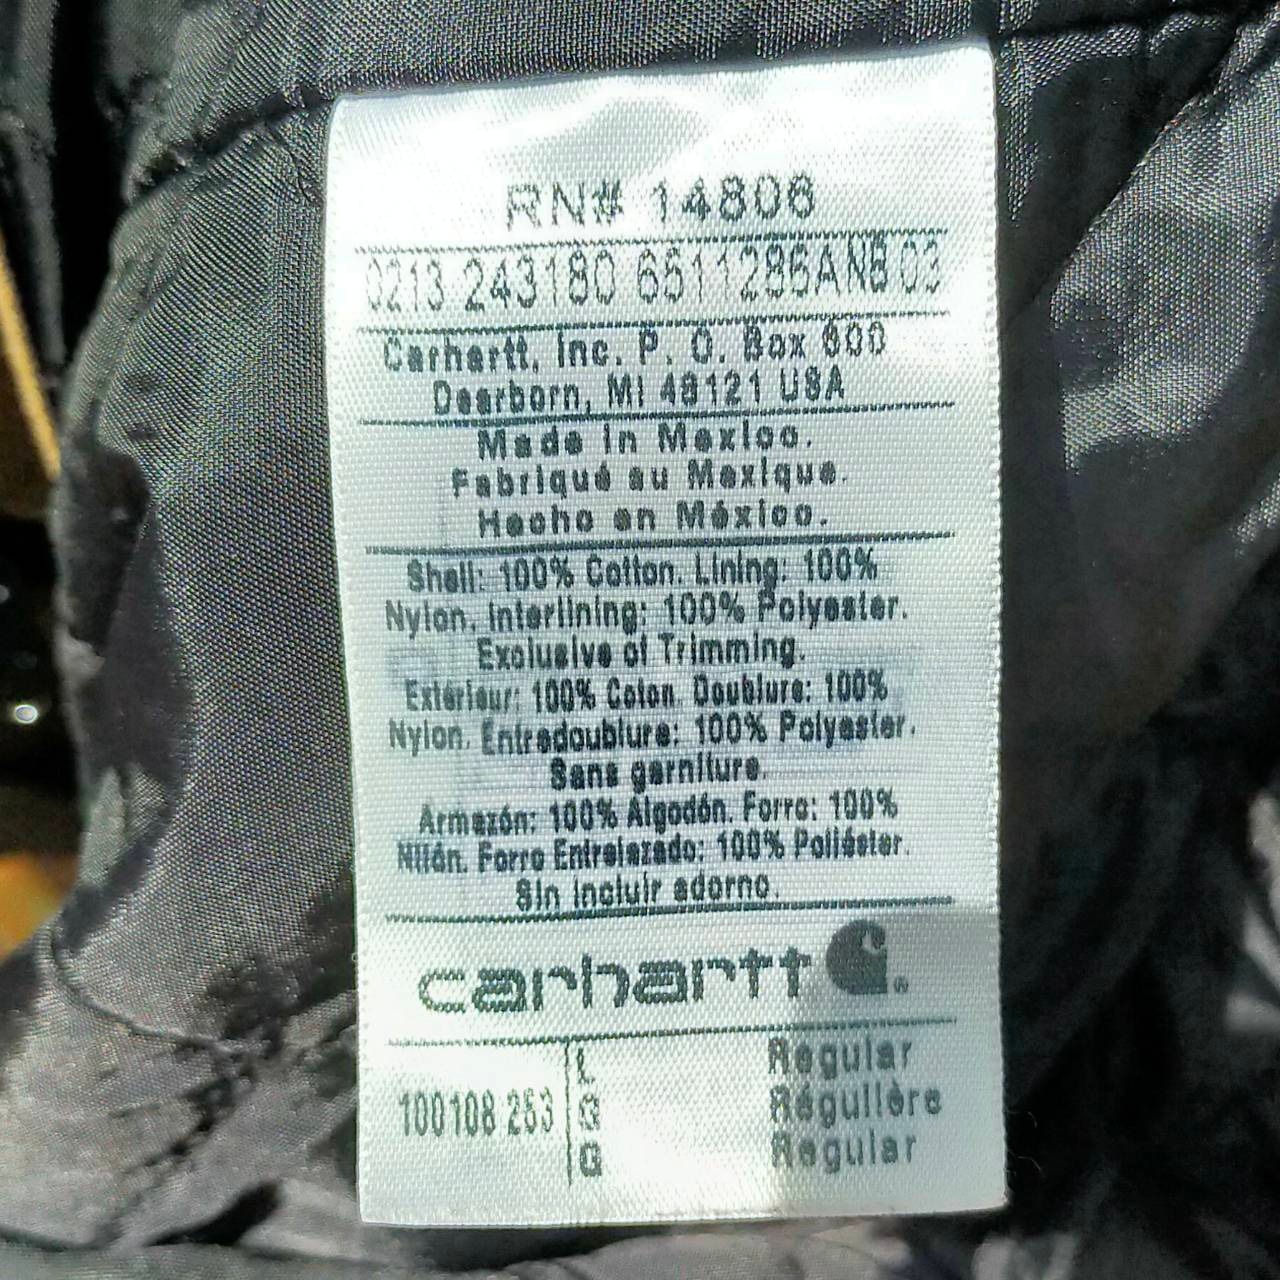 RN# 14806
0213 243180 6511286AN8 03
Carhartt, Inc. P. O. Box 600
Dearborn, MI 48121 USA
Made in Mexico.
Fabriqué au Mexique.
Hecho en México.
Shell: 100% Cotton. Lining: 100%
Nylon. Interlining: 100% Polyester.
Exclusive of Trimming.
Extérieur: 100% Coton. Doublure: 100%
Nylon. Entredoublure: 100% Polyester.
Sans garniture.
Armazón: 100% Algodón. Forro: 100%
Nilón. Forro Entrelazado: 100% Poliéster.
Sin incluir adorno.
carhartt
100108 253
L Regular
G Régulière
G Regular